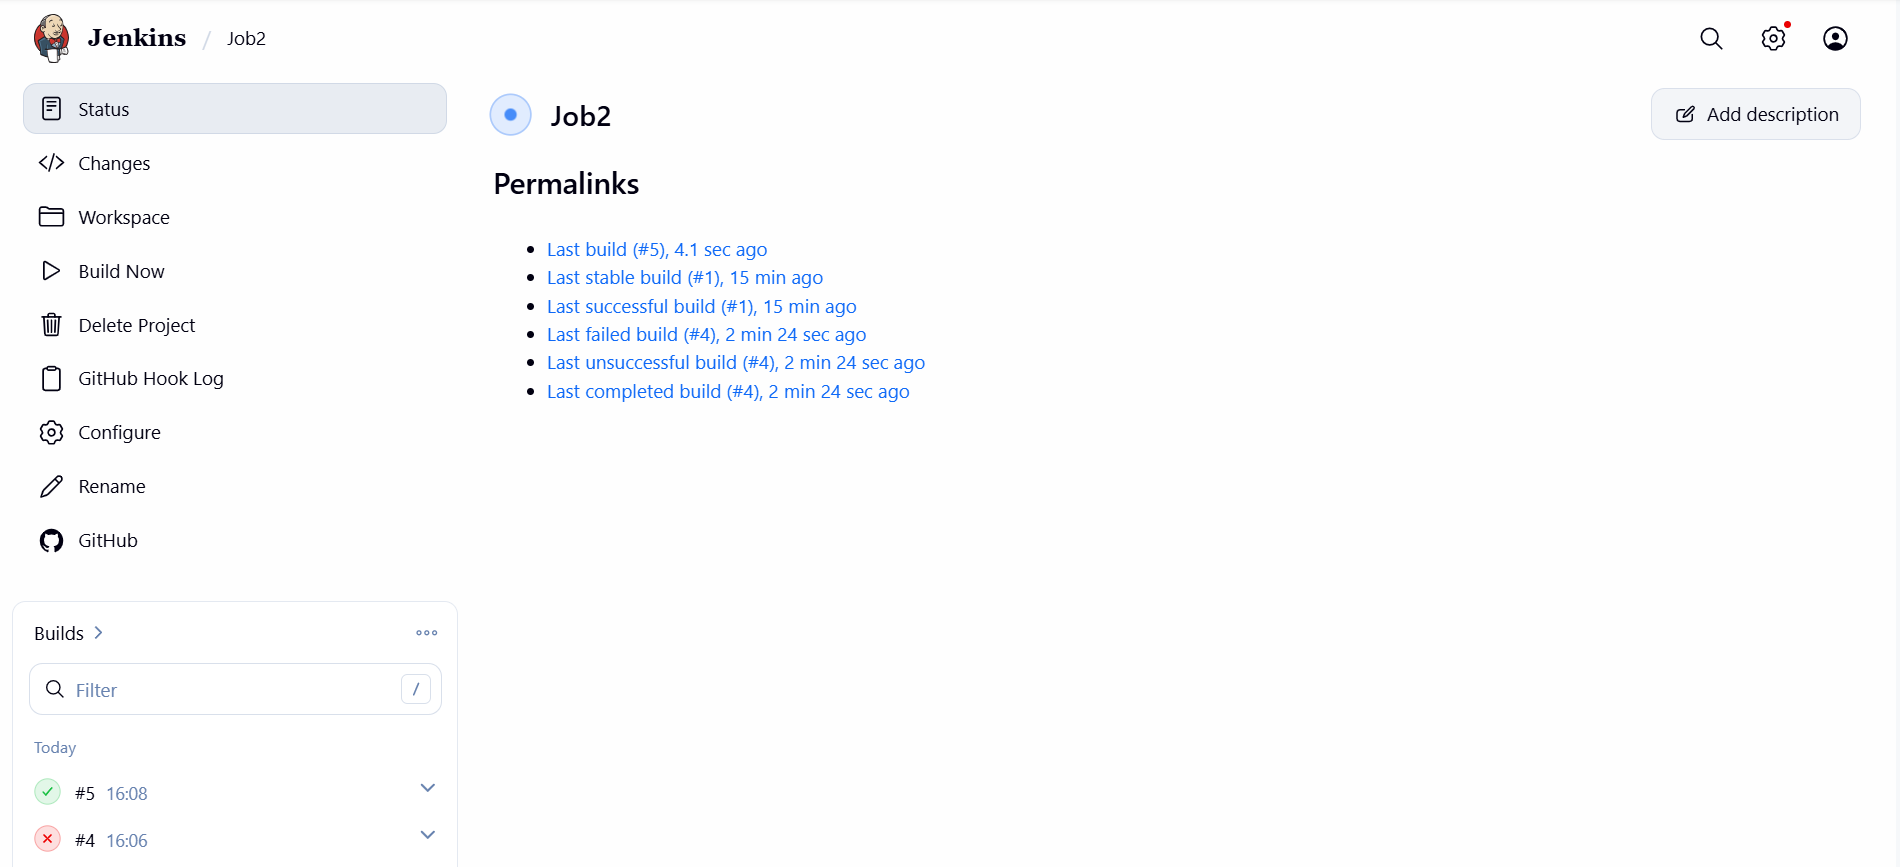 Jenkins / Job2
Status
Changes
Workspace
Build Now
Delete Project
GitHub Hook Log
Configure
Rename
GitHub
Builds
Filter /
Today
#5 16:08
#4 16:06
Job2
Add description
Permalinks
Last build (#5), 4.1 sec ago
Last stable build (#1), 15 min ago
Last successful build (#1), 15 min ago
Last failed build (#4), 2 min 24 sec ago
Last unsuccessful build (#4), 2 min 24 sec ago
Last completed build (#4), 2 min 24 sec ago